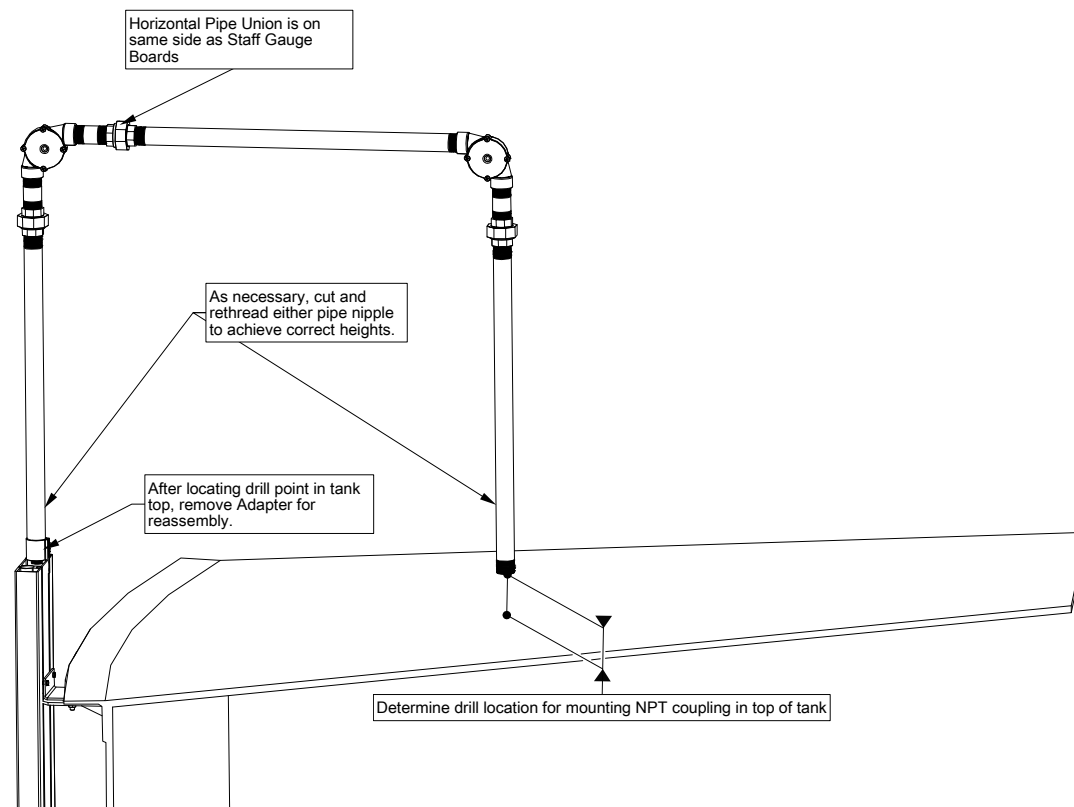 Horizontal Pipe Union is on
same side as Staff Gauge
Boards
As necessary, cut and
rethread either pipe nipple
to achieve correct heights.
After locating drill point in tank
top, remove Adapter for
reassembly.
Determine drill location for mounting NPT coupling in top of tank